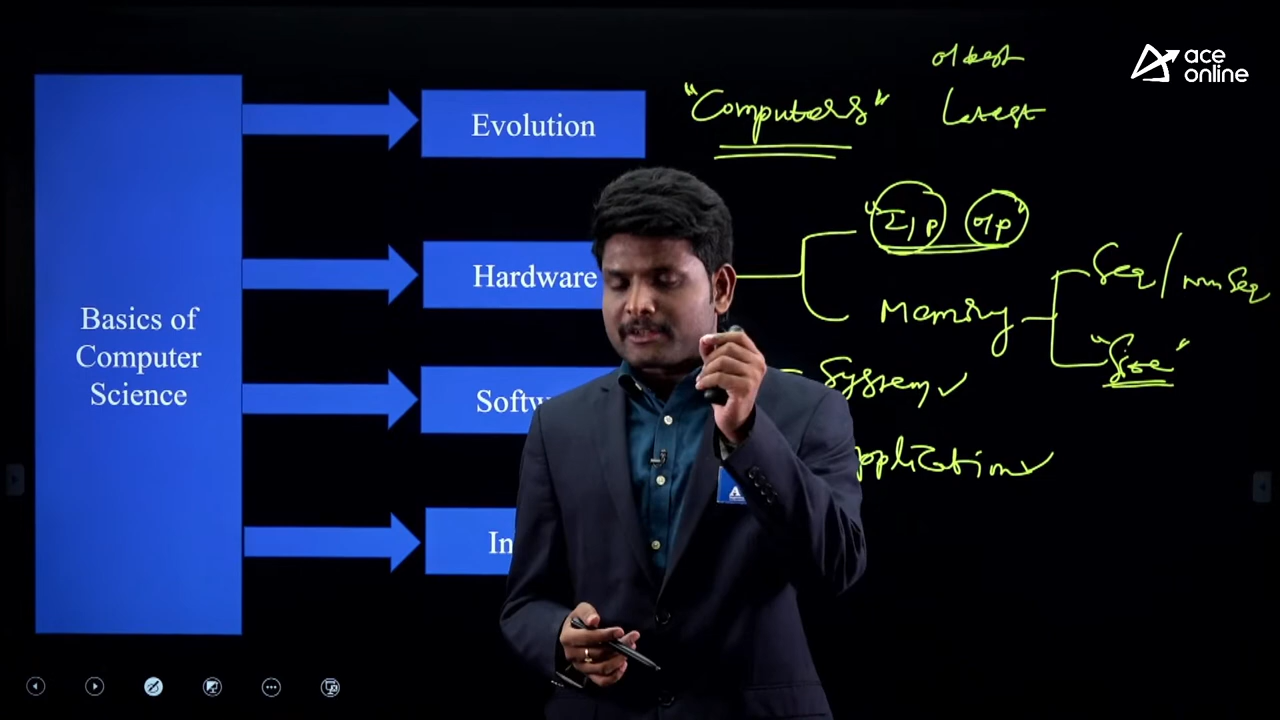 ace
online
oldest
Evolution
"Computers"
Latest
"I/p
o/p"
Hardware
Seq/non Seq
Memory
Basics of
Computer
Science
"Size"
System
Softw
pplication
A
In